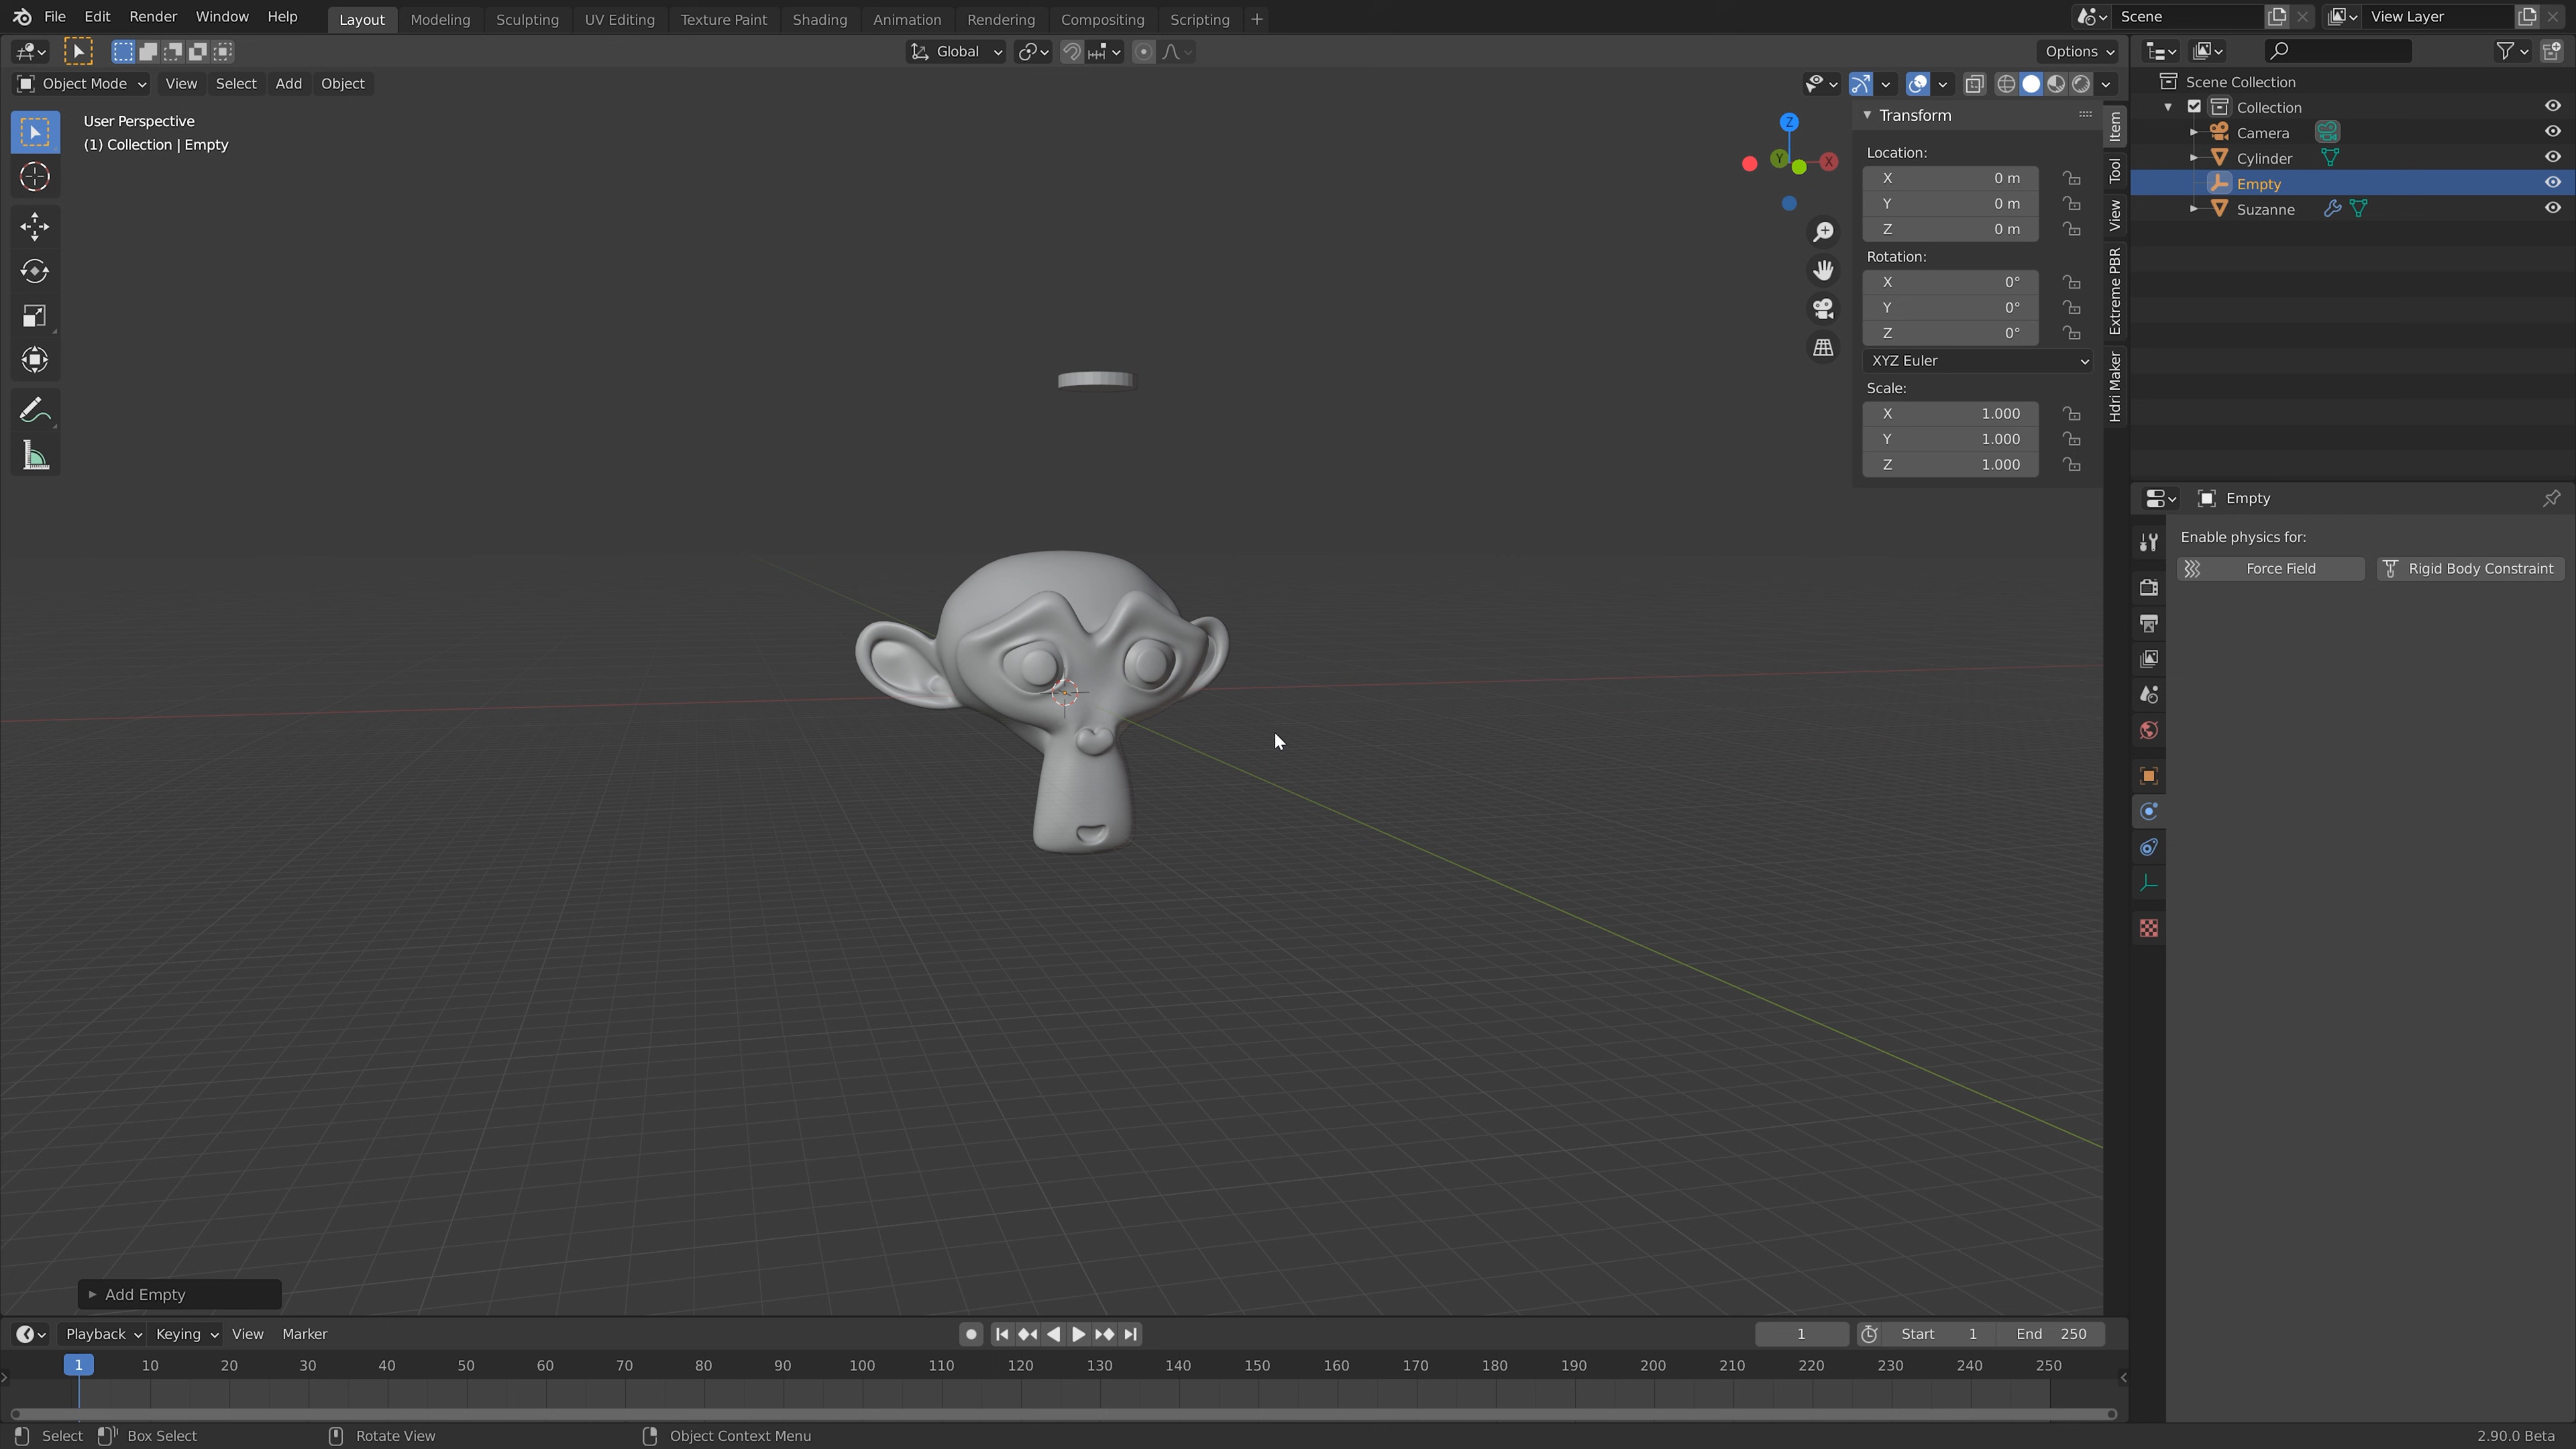 File Edit Render Window Help Layout Modeling Sculpting UV Editing Texture Paint Shading Animation Rendering Compositing Scripting + Scene View Layer
Global Options
Object Mode View Select Add Object
User Perspective
(1) Collection | Empty
Z
Y
X
Transform
Location:
X 0 m
Y 0 m
Z 0 m
Rotation:
X 0°
Y 0°
Z 0°
XYZ Euler
Scale:
X 1.000
Y 1.000
Z 1.000
Item
Tool
View
Extreme PBR
Hdri Maker
Scene Collection
Collection
Camera
Cylinder
Empty
Suzanne
Empty
Enable physics for:
Force Field Rigid Body Constraint
Add Empty
Playback Keying View Marker 1 Start 1 End 250
1 10 20 30 40 50 60 70 80 90 100 110 120 130 140 150 160 170 180 190 200 210 220 230 240 250
Select Box Select Rotate View Object Context Menu 2.90.0 Beta